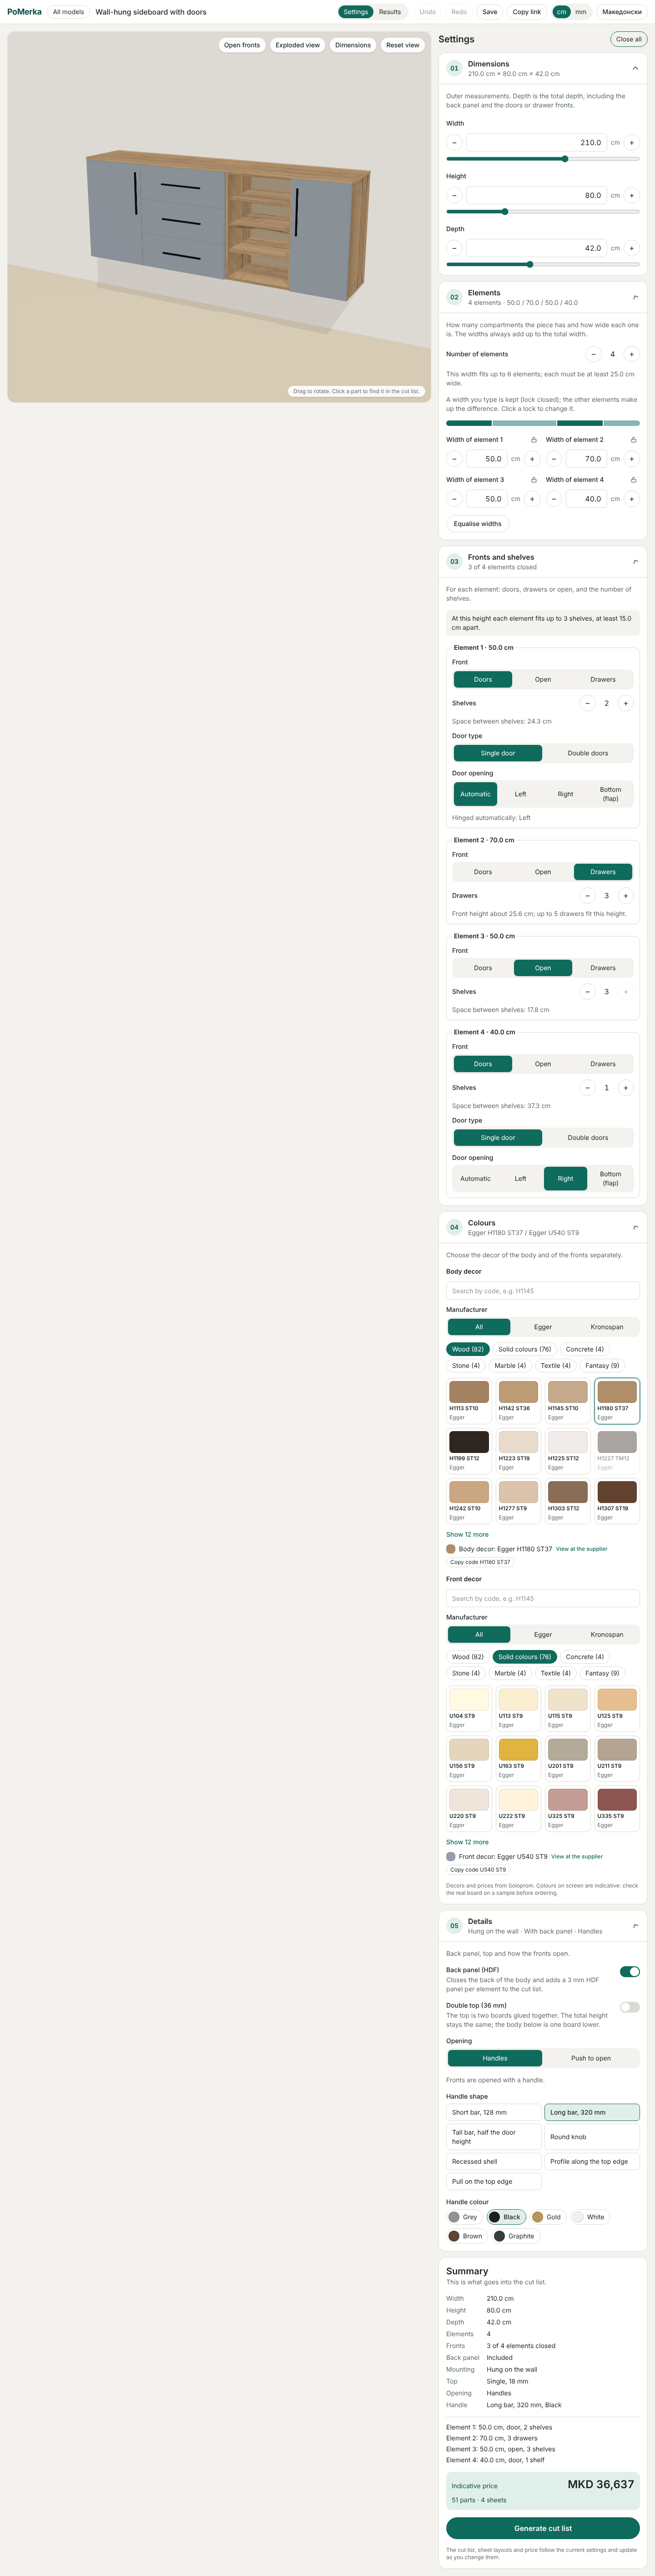 PoMerka All models Wall-hung sideboard with doors Settings Results Undo Redo Save Copy link cm mm Македонски
Open fronts Exploded view Dimensions Reset view
Drag to rotate. Click a part to find it in the cut list.
Settings Close all
01 Dimensions
210.0 cm × 80.0 cm × 42.0 cm
Outer measurements. Depth is the total depth, including the
back panel and the doors or drawer fronts.
Width
− 210.0 cm +
Height
− 80.0 cm +
Depth
− 42.0 cm +
02 Elements
4 elements · 50.0 / 70.0 / 50.0 / 40.0
How many compartments the piece has and how wide each one
is. The widths always add up to the total width.
Number of elements − 4 +
This width fits up to 6 elements; each must be at least 25.0 cm
wide.
A width you type is kept (lock closed); the other elements make
up the difference. Click a lock to change it.
Width of element 1 Width of element 2
− 50.0 cm + − 70.0 cm +
Width of element 3 Width of element 4
− 50.0 cm + − 40.0 cm +
Equalise widths
03 Fronts and shelves
3 of 4 elements closed
For each element: doors, drawers or open, and the number of
shelves.
At this height each element fits up to 3 shelves, at least 15.0
cm apart.
Element 1 · 50.0 cm
Front
Doors Open Drawers
Shelves − 2 +
Space between shelves: 24.3 cm
Door type
Single door Double doors
Door opening
Automatic Left Right Bottom
(flap)
Hinged automatically: Left
Element 2 · 70.0 cm
Front
Doors Open Drawers
Drawers − 3 +
Front height about 25.6 cm; up to 5 drawers fit this height.
Element 3 · 50.0 cm
Front
Doors Open Drawers
Shelves − 3 +
Space between shelves: 17.8 cm
Element 4 · 40.0 cm
Front
Doors Open Drawers
Shelves − 1 +
Space between shelves: 37.3 cm
Door type
Single door Double doors
Door opening
Automatic Left Right Bottom
(flap)
04 Colours
Egger H1180 ST37 / Egger U540 ST9
Choose the decor of the body and of the fronts separately.
Body decor
Search by code, e.g. H1145
Manufacturer
All Egger Kronospan
Wood (82) Solid colours (76) Concrete (4)
Stone (4) Marble (4) Textile (4) Fantasy (9)
H1113 ST10 H1142 ST36 H1145 ST10 H1180 ST37
Egger Egger Egger Egger
H1199 ST12 H1223 ST19 H1225 ST12 H1227 TM12
Egger Egger Egger Egger
H1242 ST10 H1277 ST9 H1303 ST12 H1307 ST19
Egger Egger Egger Egger
Show 12 more
Body decor: Egger H1180 ST37 View at the supplier
Copy code H1180 ST37
Front decor
Search by code, e.g. H1145
Manufacturer
All Egger Kronospan
Wood (82) Solid colours (76) Concrete (4)
Stone (4) Marble (4) Textile (4) Fantasy (9)
U104 ST9 U113 ST9 U115 ST9 U125 ST9
Egger Egger Egger Egger
U156 ST9 U163 ST9 U201 ST9 U211 ST9
Egger Egger Egger Egger
U220 ST9 U222 ST9 U325 ST9 U335 ST9
Egger Egger Egger Egger
Show 12 more
Front decor: Egger U540 ST9 View at the supplier
Copy code U540 ST9
Decors and prices from Soloprom. Colours on screen are indicative: check
the real board on a sample before ordering.
05 Details
Hung on the wall · With back panel · Handles
Back panel, top and how the fronts open.
Back panel (HDF)
Closes the back of the body and adds a 3 mm HDF
panel per element to the cut list.
Double top (36 mm)
The top is two boards glued together. The total height
stays the same; the body below is one board lower.
Opening
Handles Push to open
Fronts are opened with a handle.
Handle shape
Short bar, 128 mm Long bar, 320 mm
Tall bar, half the door
height Round knob
Recessed shell Profile along the top edge
Pull on the top edge
Handle colour
Grey Black Gold White
Brown Graphite
Summary
This is what goes into the cut list.
Width 210.0 cm
Height 80.0 cm
Depth 42.0 cm
Elements 4
Fronts 3 of 4 elements closed
Back panel Included
Mounting Hung on the wall
Top Single, 18 mm
Opening Handles
Handle Long bar, 320 mm, Black
Element 1: 50.0 cm, door, 2 shelves
Element 2: 70.0 cm, 3 drawers
Element 3: 50.0 cm, open, 3 shelves
Element 4: 40.0 cm, door, 1 shelf
Indicative price MKD 36,637
51 parts · 4 sheets
Generate cut list
The cut list, sheet layouts and price follow the current settings and update
as you change them.